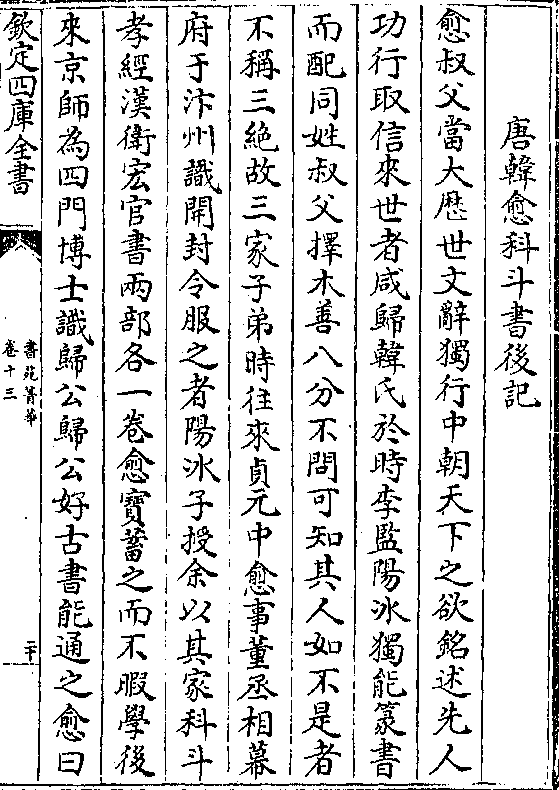 唐韓愈科斗書後記
愈叔父當大厯世文辭獨行中朝天下之欲銘述先人
功行取信來世者咸歸韓氏於時李監陽氷獨能篆書
而配同姓叔父擇木善八分不問可知其人如不是者
不稱三絶故三家子弟時往來貞元中愈事董丞相幕
府于汴州識開封令服之者陽氷子授余以其家科斗
孝經漢衛宏官書兩部各一卷愈寳蓄之而不暇學後
來京師為四門博士識歸公歸公好古書能通之愈曰
欽定四庫全書
書苑菁華
卷十三
二十